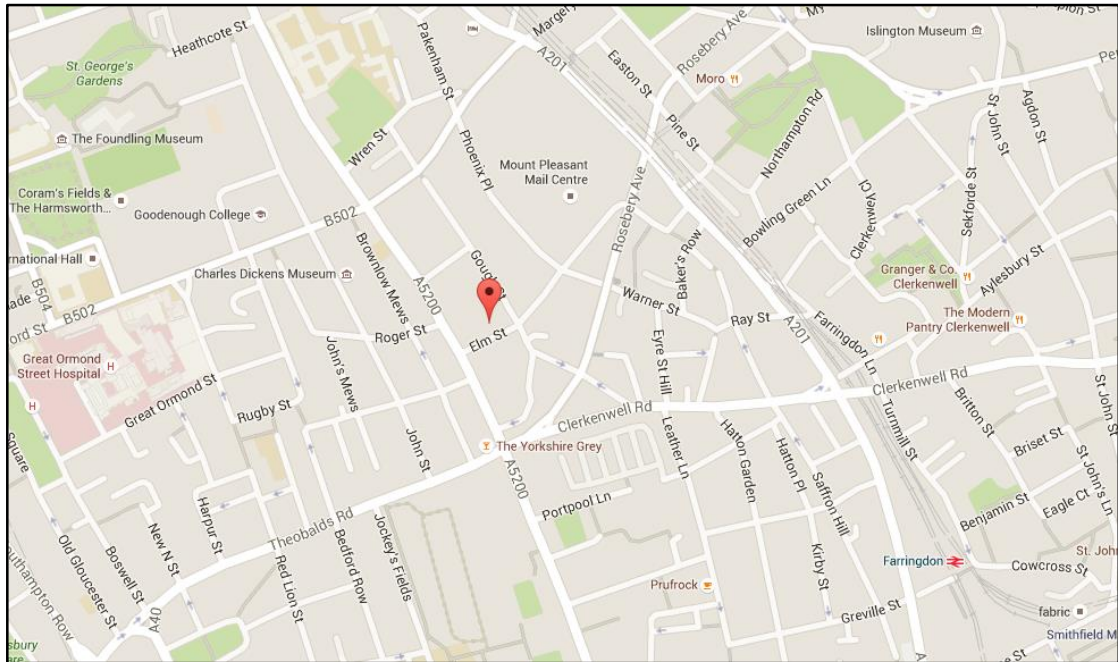 Heathcote St
St. George's
Gardens
The Foundling Museum
Coram's Fields &
The Harmsworth...
Goodenough College
B502
Charles Dickens Museum
B504
B502
Great Ormond
Street Hospital
Great Ormond St
Rugby St
Roger St
Brownlow Mews
John's Mews
John St
A5200
Wren St
Pakenham St
Phoenix Pl
Gough St
Elm St
Mount Pleasant
Mail Centre
Easton St
Pine St
A201
Rosebery Ave
Moro
Islington Museum
Northampton Rd
Bowling Green Ln
Clerkenwell Cl
Sekforde St
St John St
Agdon St
Aylesbury St
Granger & Co.
Clerkenwell
The Modern
Pantry Clerkenwell
Rosebery Ave
Baker's Row
Warner St
Ray St
A201
Farringdon Ln
Eyre St Hill
Clerkenwell Rd
Clerkenwell Rd
Turnmill St
Britton St
Briset St
St John St
St John's Ln
Eagle Ct
Benjamin St
Leather Ln
Hatton Garden
Hatton Pl
Saffron Hill
Kirby St
Greville St
The Yorkshire Grey
A5200
Portpool Ln
Prufrock
Farringdon
Cowcross St
fabric
Theobalds Rd
Jockey's Fields
Bedford Row
Red Lion St
Harpur St
New N St
Boswell St
Old Gloucester St
A40